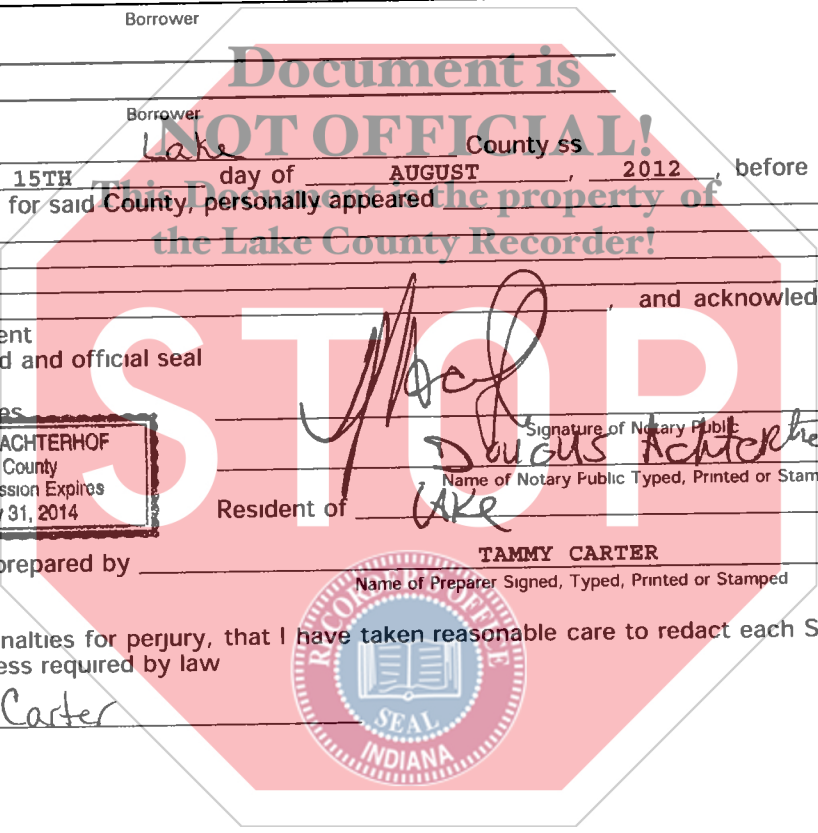 Borrower
Document is
Borrower
NOT OFFICIAL!
Lake County ss
15TH day of AUGUST, 2012, before
This Document is the property of
for said County, personally appeared
the Lake County Recorder!
, and acknowled
ent
d and official seal
STOP
es
ACHTERHOF
County
ssion Expires
31, 2014
Signature of Notary Public
Name of Notary Public Typed, Printed or Stam
Resident of Lake
prepared by TAMMY CARTER
Name of Preparer Signed, Typed, Printed or Stamped
RECORDER'S OFFICE
SEAL
INDIANA
nalties for perjury, that I have taken reasonable care to redact each S
ess required by law
Carter